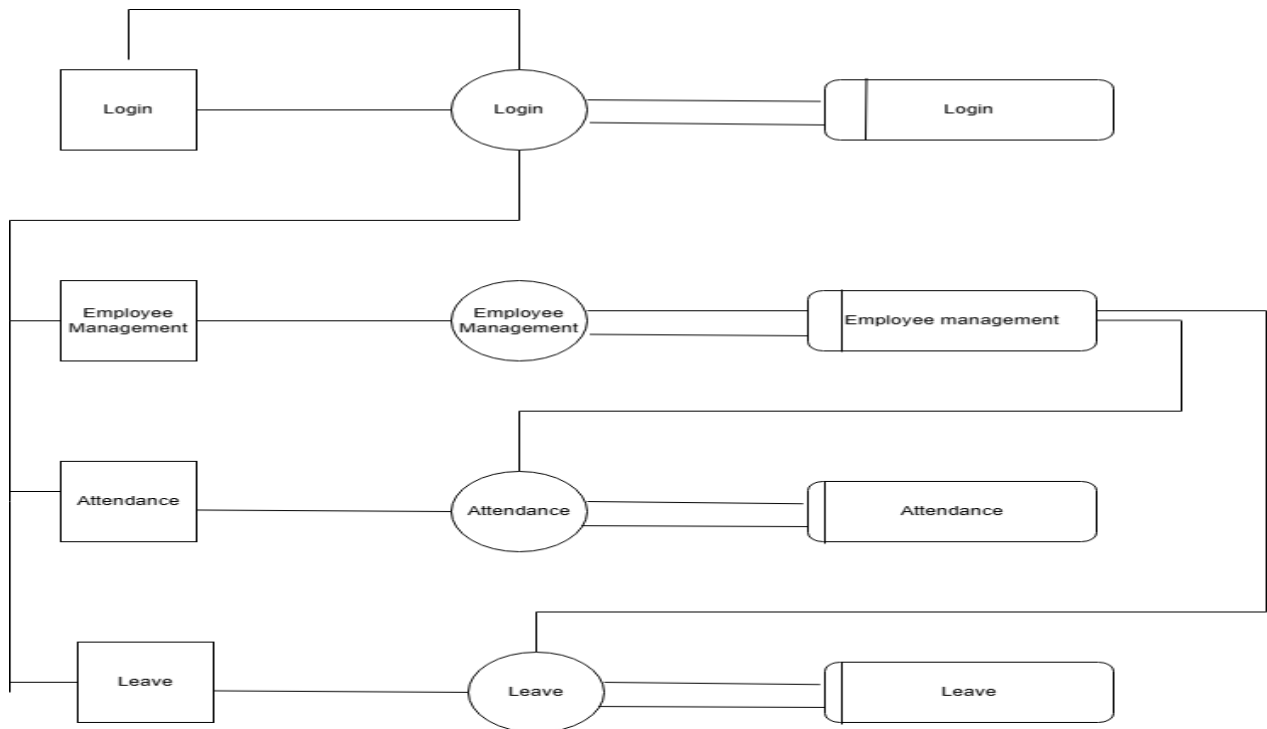 Login
Login
Login
Employee
Management
Employee
Management
Employee management
Attendance
Attendance
Attendance
Leave
Leave
Leave